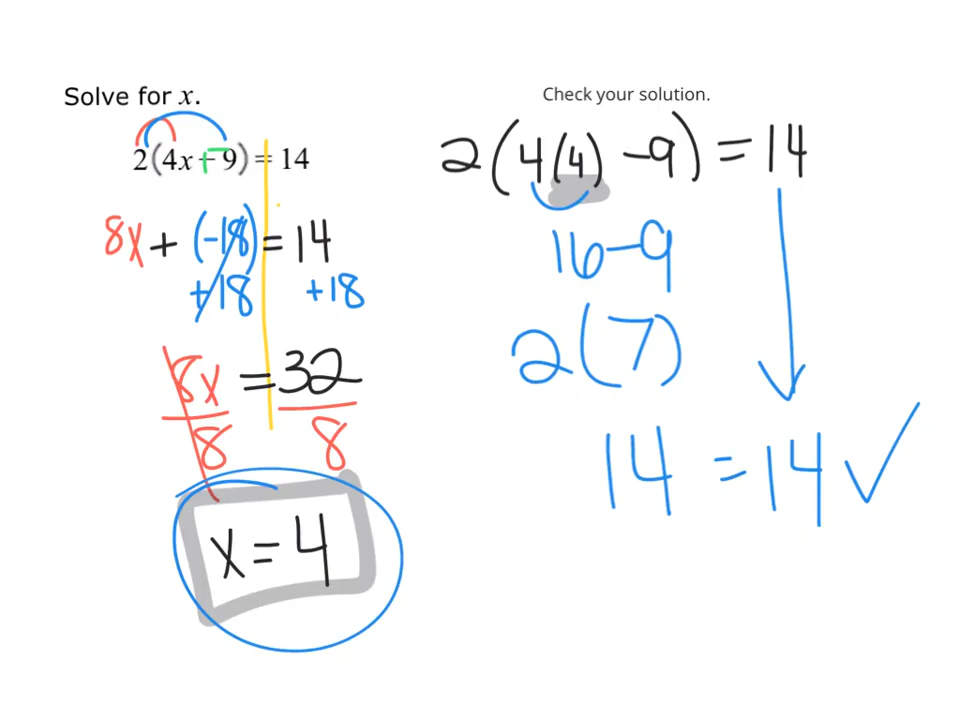 Solve for x.
2(4x + -9) = 14
8x + (-18) = 14
+18 +18
8x = 32
8 8
x = 4
Check your solution.
2(4(4) - 9) = 14
16 - 9
2(7)
14 = 14 ✓